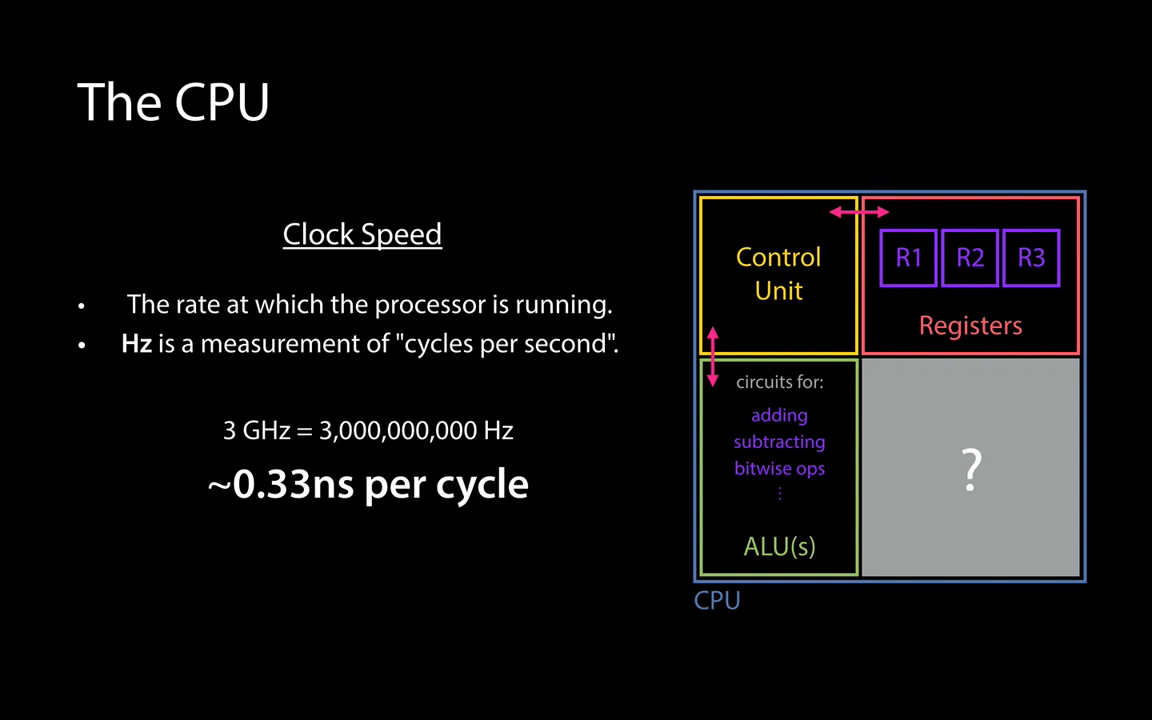 The CPU
Clock Speed
• The rate at which the processor is running.
• Hz is a measurement of "cycles per second".
3 GHz = 3,000,000,000 Hz
~0.33ns per cycle
Control
Unit
R1 R2 R3
Registers
circuits for:
adding
subtracting
bitwise ops
⋮
ALU(s)
?
CPU